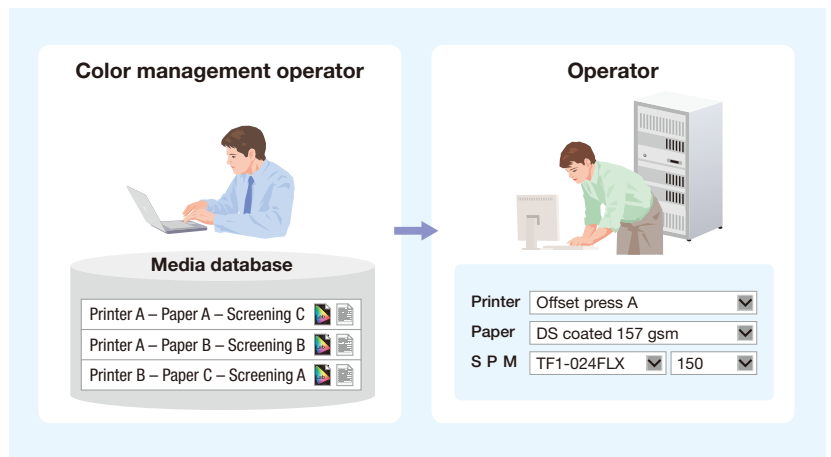 Color management operator
Media database
Printer A – Paper A – Screening C
Printer A – Paper B – Screening B
Printer B – Paper C – Screening A
Operator
Printer Offset press A
Paper DS coated 157 gsm
S P M TF1-024FLX 150